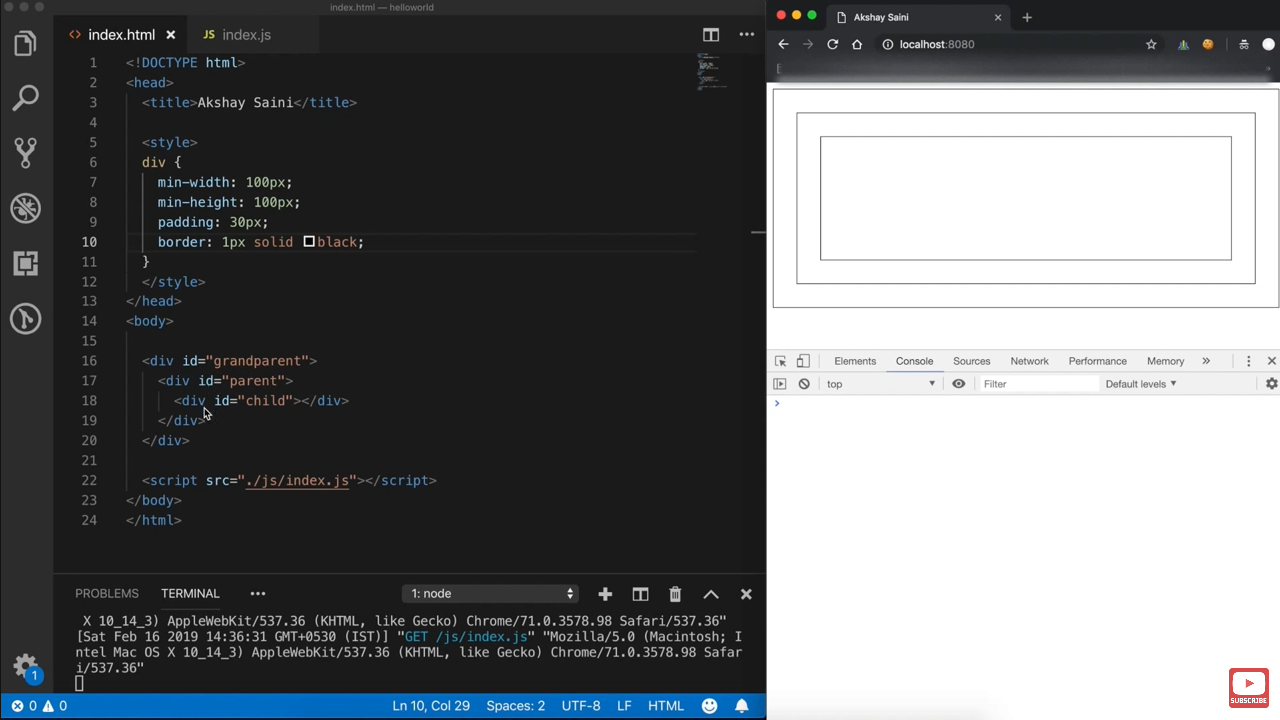 index.html — helloworld
index.html
JS index.js
1 <!DOCTYPE html>
2 <head>
3 <title>Akshay Saini</title>
4
5 <style>
6 div {
7 min-width: 100px;
8 min-height: 100px;
9 padding: 30px;
10 border: 1px solid black;
11 }
12 </style>
13 </head>
14 <body>
15
16 <div id="grandparent">
17 <div id="parent">
18 <div id="child"></div>
19 </div>
20 </div>
21
22 <script src="./js/index.js"></script>
23 </body>
24 </html>
PROBLEMS TERMINAL 1: node
X 10_14_3) AppleWebKit/537.36 (KHTML, like Gecko) Chrome/71.0.3578.98 Safari/537.36"
[Sat Feb 16 2019 14:36:31 GMT+0530 (IST)] "GET /js/index.js" "Mozilla/5.0 (Macintosh; I
ntel Mac OS X 10_14_3) AppleWebKit/537.36 (KHTML, like Gecko) Chrome/71.0.3578.98 Safar
i/537.36"
1
0 0 Ln 10, Col 29 Spaces: 2 UTF-8 LF HTML
Akshay Saini
localhost:8080
Elements Console Sources Network Performance Memory
top Filter Default levels
SUBSCRIBE